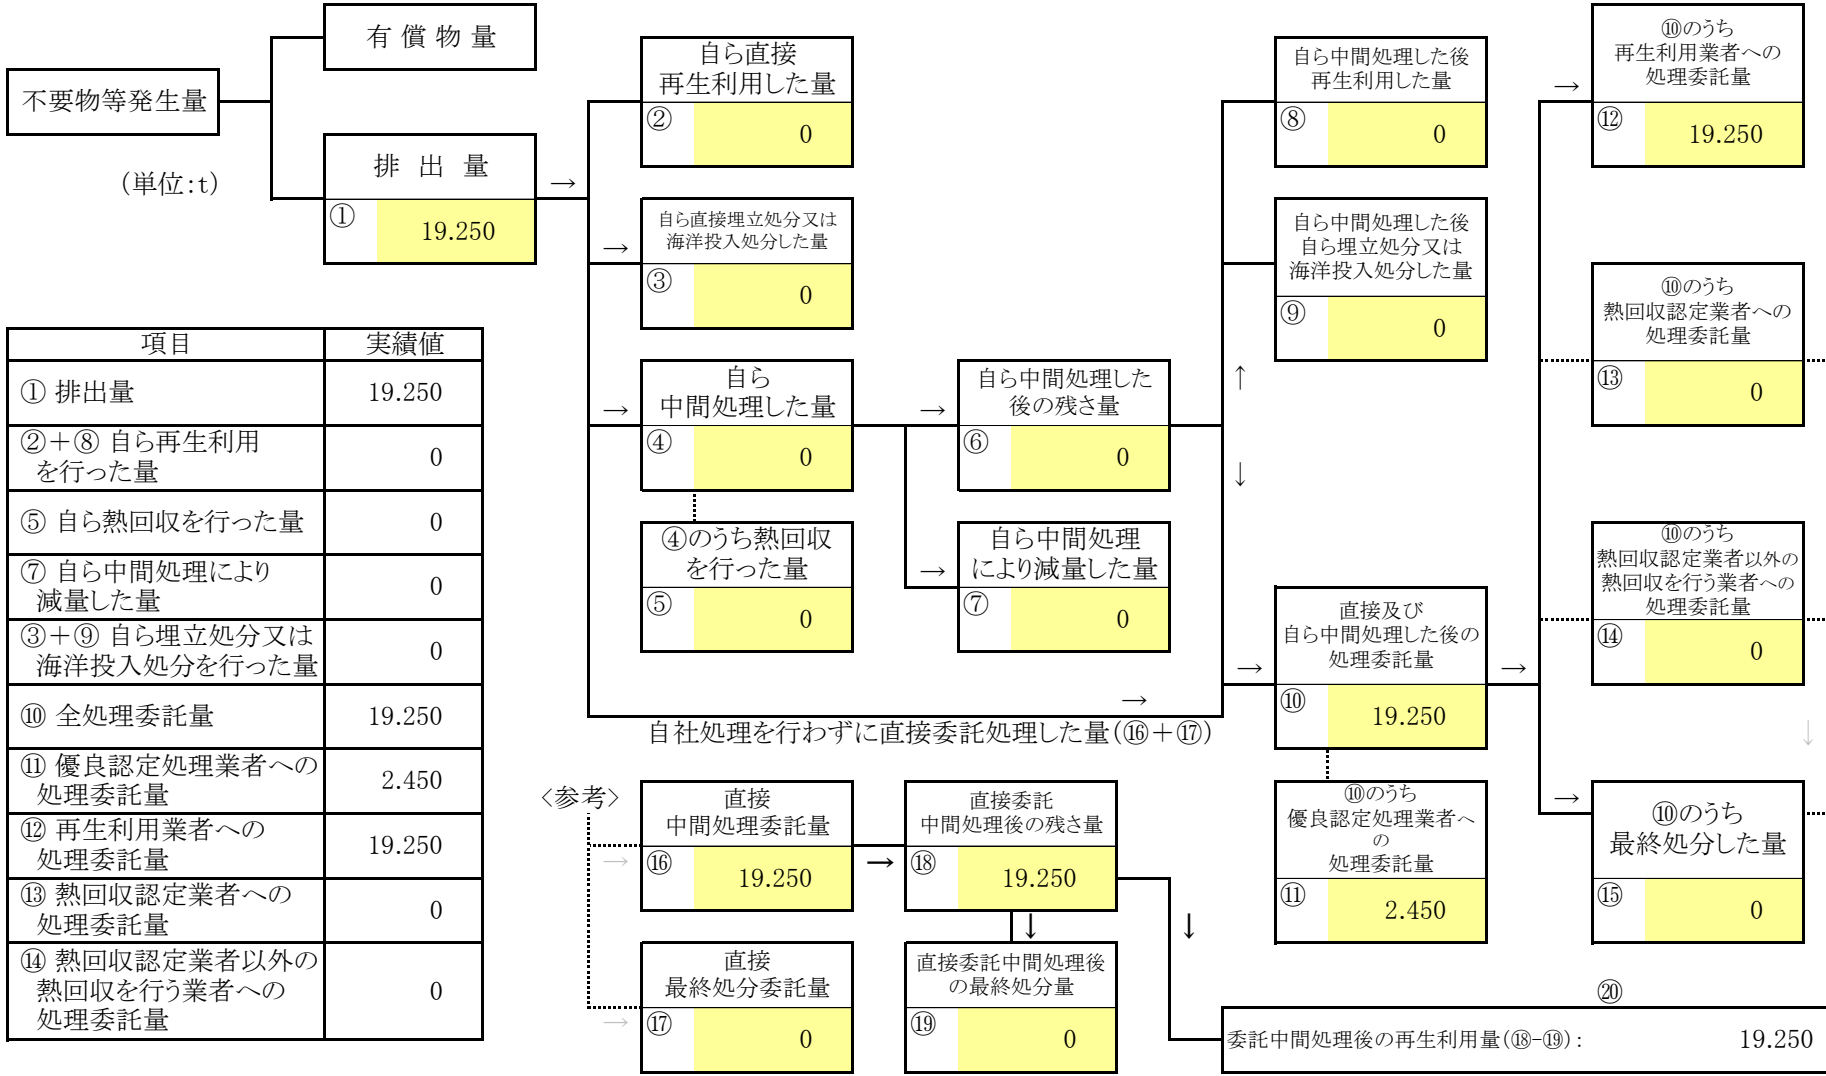 不要物等発生量
有 償 物 量
(単位:t)
排 出 量
①
19.250
→
自ら直接
再生利用した量
②
0
→
自ら直接埋立処分又は
海洋投入処分した量
③
0
→
自ら
中間処理した量
④
0
④のうち熱回収
を行った量
⑤
0
→
自ら中間処理した
後の残さ量
⑥
0
→
自ら中間処理
により減量した量
⑦
0
自ら中間処理した後
再生利用した量
⑧
0
自ら中間処理した後
自ら埋立処分又は
海洋投入処分した量
⑨
0
↑
↓
→
自社処理を行わずに直接委託処理した量(⑯+⑰)
→
直接及び
自ら中間処理した後の
処理委託量
⑩
19.250
⑩のうち
優良認定処理業者へ
の
処理委託量
⑪
2.450
→
→
⑩のうち
再生利用業者への
処理委託量
⑫
19.250
⑩のうち
熱回収認定業者への
処理委託量
⑬
0
⑩のうち
熱回収認定業者以外の
熱回収を行う業者への
処理委託量
⑭
0
↓
→
⑩のうち
最終処分した量
⑮
0
項目 実績値
① 排出量 19.250
②+⑧ 自ら再生利用
を行った量 0
⑤ 自ら熱回収を行った量 0
⑦ 自ら中間処理により
減量した量 0
③+⑨ 自ら埋立処分又は
海洋投入処分を行った量 0
⑩ 全処理委託量 19.250
⑪ 優良認定処理業者への
処理委託量 2.450
⑫ 再生利用業者への
処理委託量 19.250
⑬ 熱回収認定業者への
処理委託量 0
⑭ 熱回収認定業者以外の
熱回収を行う業者への
処理委託量 0
〈参考〉
→
直接
中間処理委託量
⑯
19.250
→
直接
最終処分委託量
⑰
0
→
直接委託
中間処理後の残さ量
⑱
19.250
↓
直接委託中間処理後
の最終処分量
⑲
0
↓
⑳
委託中間処理後の再生利用量(⑱-⑲): 19.250